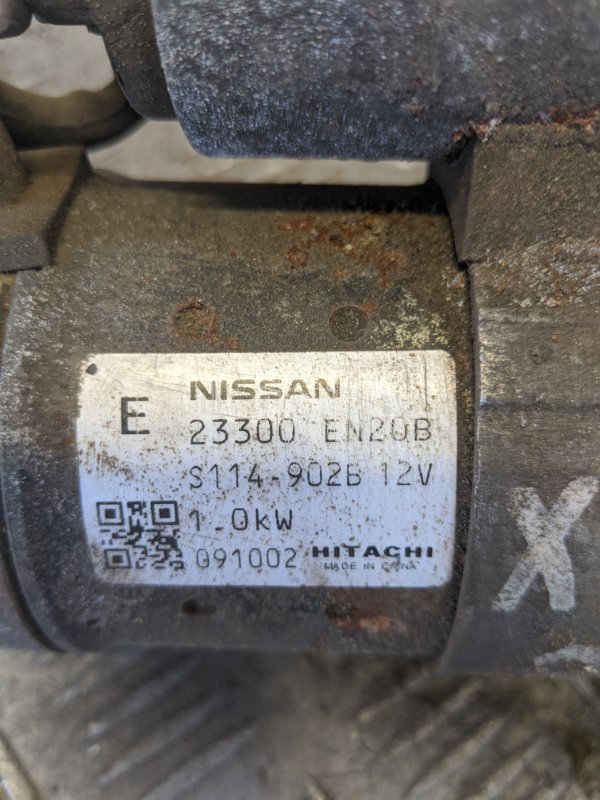 E NISSAN
23300 EN20B
S114-902B 12V
1.0kW
091002 HITACHI
MADE IN CHINA
X